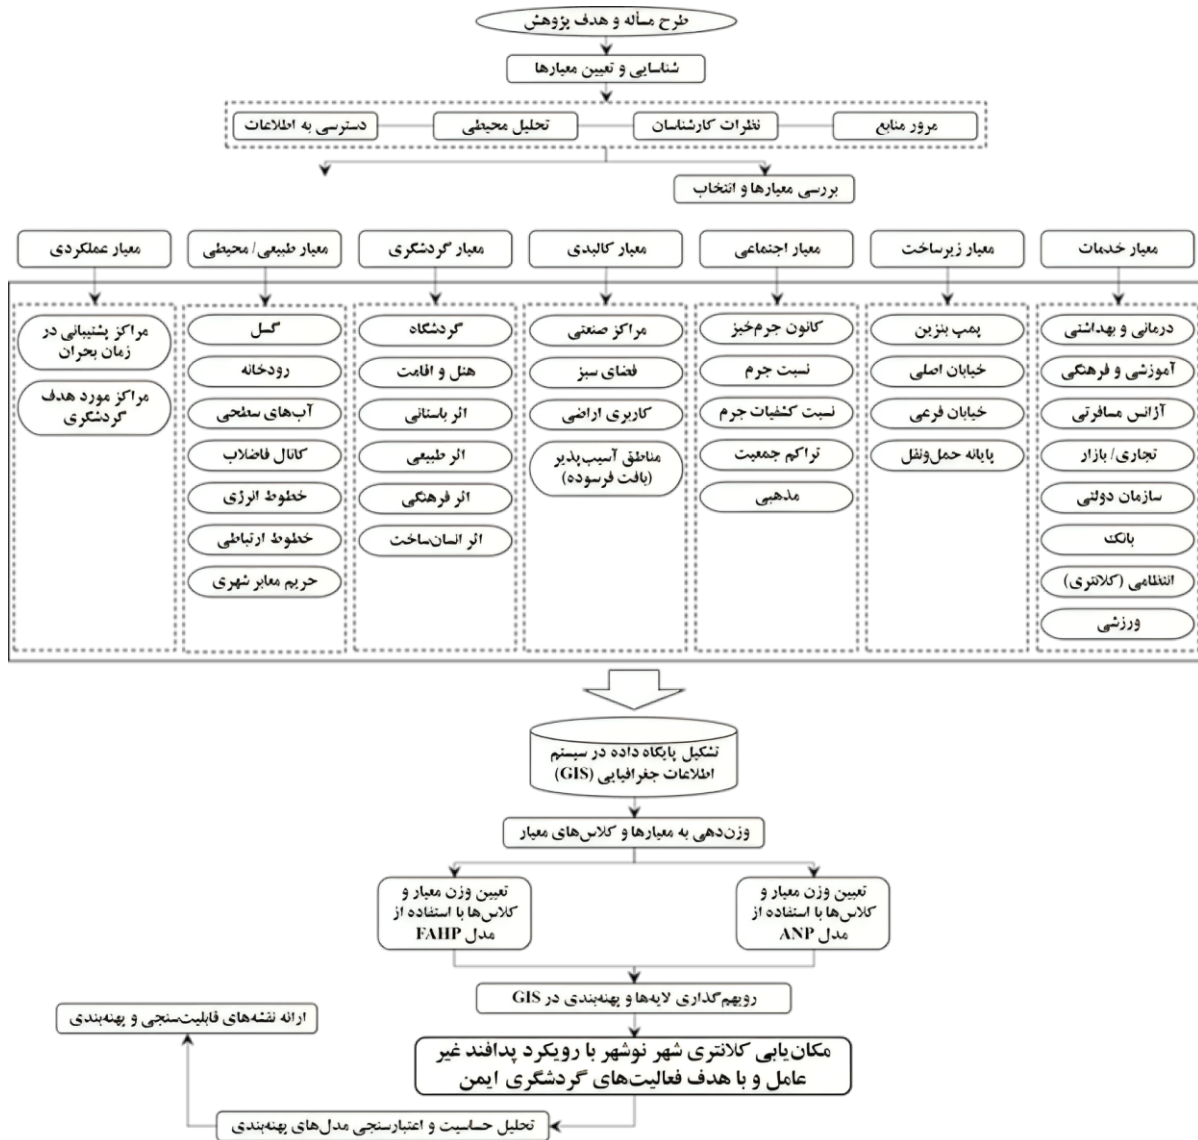 طرح مسأله و هدف پژوهش
شناسایی و تعیین معیارها
مرور منابع
نظرات کارشناسان
تحلیل محیطی
دسترسی به اطلاعات
بررسی معیارها و انتخاب
معیار خدمات
معیار زیرساخت
معیار اجتماعی
معیار کالبدی
معیار گردشگری
معیار طبیعی/ محیطی
معیار عملکردی
درمانی و بهداشتی
آموزشی و فرهنگی
آژانس مسافرتی
تجاری/ بازار
سازمان دولتی
بانک
انتظامی (کلانتری)
ورزشی
پمپ بنزین
خیابان اصلی
خیابان فرعی
پایانه حمل‌ونقل
کانون جرم‌خیز
نسبت جرم
نسبت کشفیات جرم
تراکم جمعیت
مذهبی
مراکز صنعتی
فضای سبز
کاربری اراضی
مناطق آسیب‌پذیر
(بافت فرسوده)
گردشگاه
هتل و اقامت
اثر باستانی
اثر طبیعی
اثر فرهنگی
اثر انسان‌ساخت
گسل
رودخانه
آب‌های سطحی
کانال فاضلاب
خطوط انرژی
خطوط ارتباطی
حریم معابر شهری
مراکز پشتیبانی در
زمان بحران
مراکز مورد هدف
گردشگری
تشکیل پایگاه داده در سیستم
اطلاعات جغرافیایی (GIS)
وزن‌دهی به معیارها و کلاس‌های معیار
تعیین وزن معیار و
کلاس‌ها با استفاده از
مدل ANP
تعیین وزن معیار و
کلاس‌ها با استفاده از
مدل FAHP
رویهم‌گذاری لایه‌ها و پهنه‌بندی در GIS
مکان‌یابی کلانتری شهر نوشهر با رویکرد پدافند غیر
عامل و با هدف فعالیت‌های گردشگری ایمن
تحلیل حساسیت و اعتبارسنجی مدل‌های پهنه‌بندی
ارائه نقشه‌های قابلیت‌سنجی و پهنه‌بندی